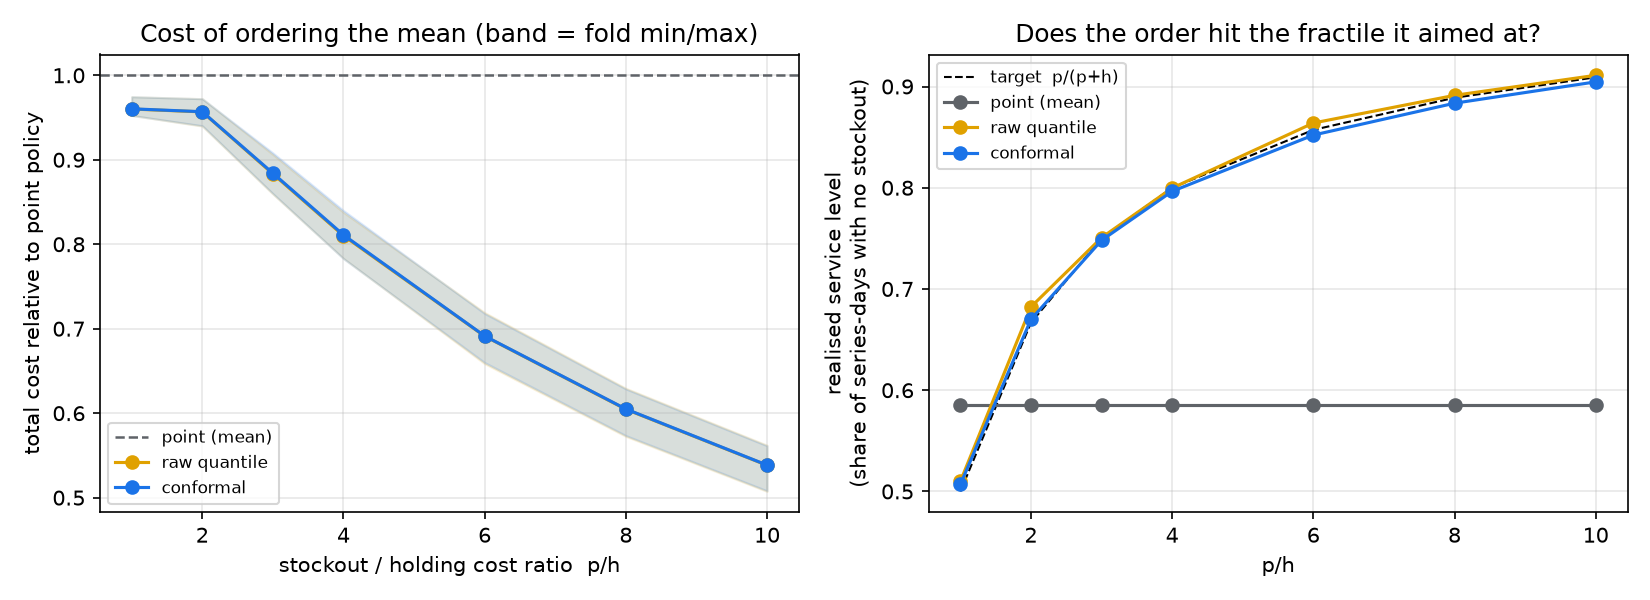 Cost of ordering the mean (band = fold min/max)
total cost relative to point policy
1.0
0.9
0.8
0.7
0.6
0.5
point (mean)
raw quantile
conformal
2 4 6 8 10
stockout / holding cost ratio p/h
Does the order hit the fractile it aimed at?
realised service level
(share of series-days with no stockout)
0.9
0.8
0.7
0.6
0.5
target p/(p+h)
point (mean)
raw quantile
conformal
2 4 6 8 10
p/h